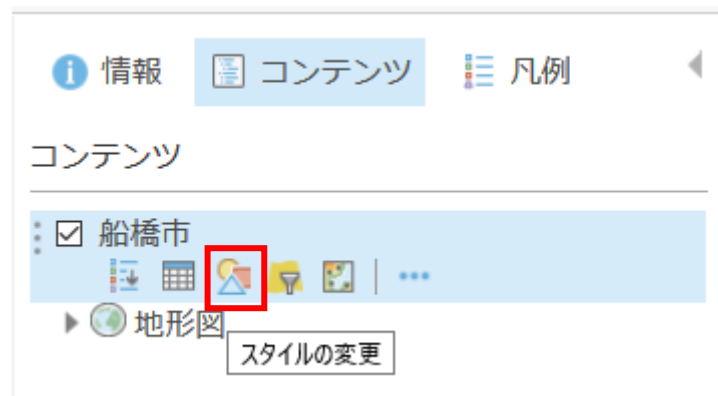 情報 コンテンツ 凡例
コンテンツ
船橋市
地形図
スタイルの変更